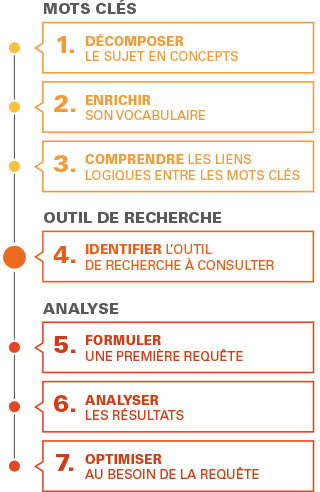 MOTS CLÉS
1. DÉCOMPOSER
LE SUJET EN CONCEPTS
2. ENRICHIR
SON VOCABULAIRE
3. COMPRENDRE LES LIENS
LOGIQUES ENTRE LES MOTS CLÉS
OUTIL DE RECHERCHE
4. IDENTIFIER L'OUTIL
DE RECHERCHE À CONSULTER
ANALYSE
5. FORMULER
UNE PREMIÈRE REQUÊTE
6. ANALYSER
LES RÉSULTATS
7. OPTIMISER
AU BESOIN DE LA REQUÊTE